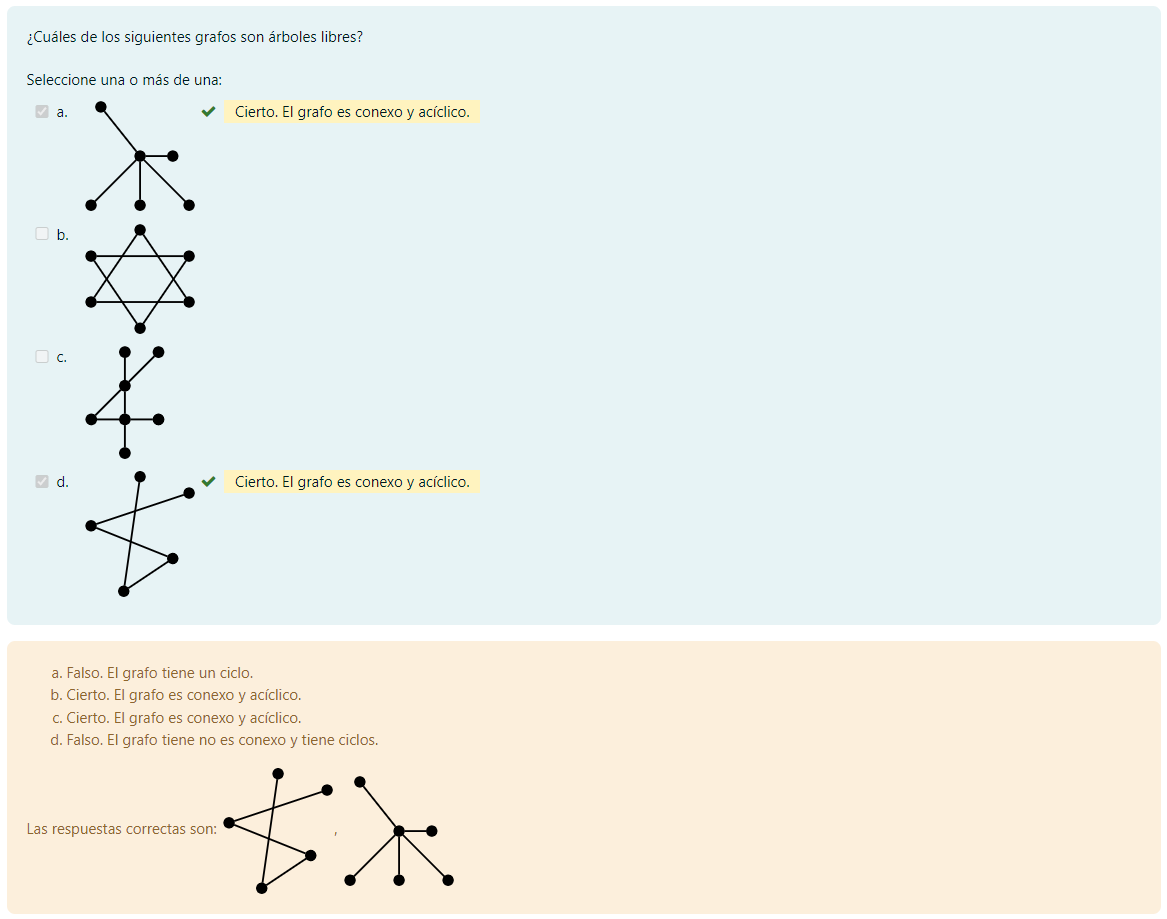 ¿Cuáles de los siguientes grafos son árboles libres?
Seleccione una o más de una:
a. Cierto. El grafo es conexo y acíclico.
b.
c.
d. Cierto. El grafo es conexo y acíclico.
a. Falso. El grafo tiene un ciclo.
b. Cierto. El grafo es conexo y acíclico.
c. Cierto. El grafo es conexo y acíclico.
d. Falso. El grafo tiene no es conexo y tiene ciclos.
Las respuestas correctas son: ,